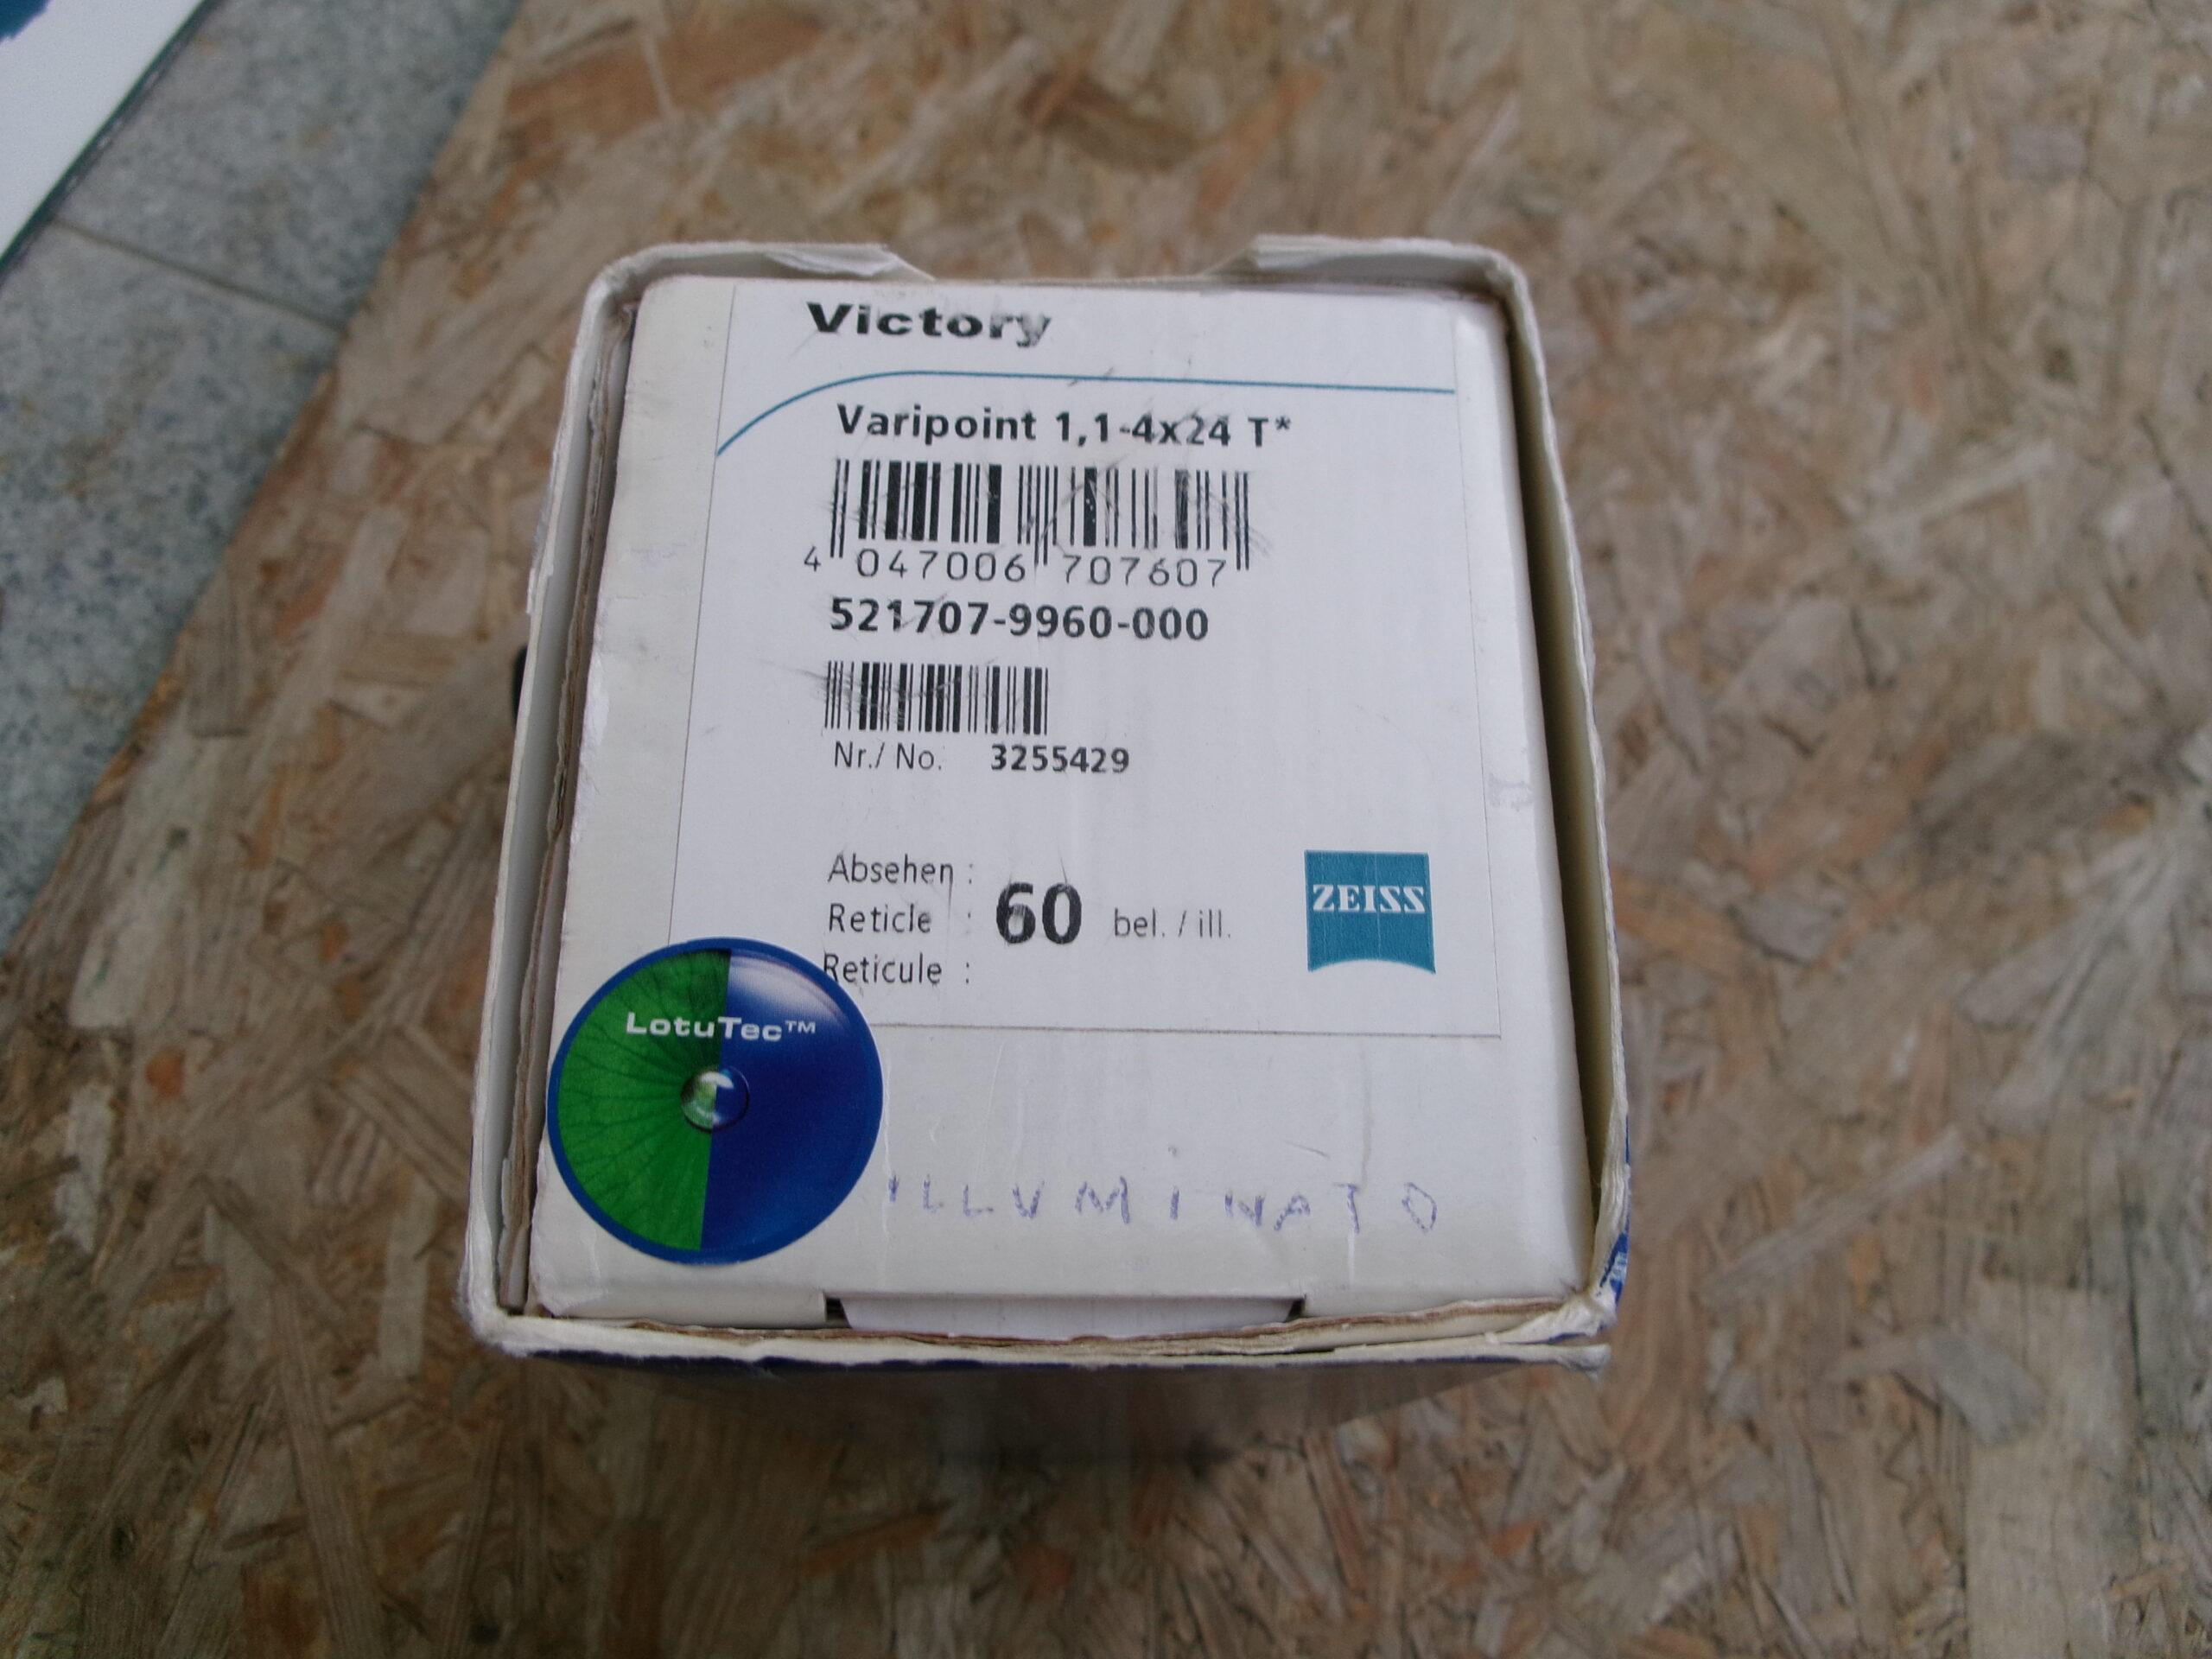 Victory
Varipoint 1,1-4x24 T*
4 047006 707607
521707-9960-000
Nr./ No. 3255429
Absehen :
Reticle : 60 bel. / ill.
Reticule :
ZEISS
LotuTec™
ILLUMINATO